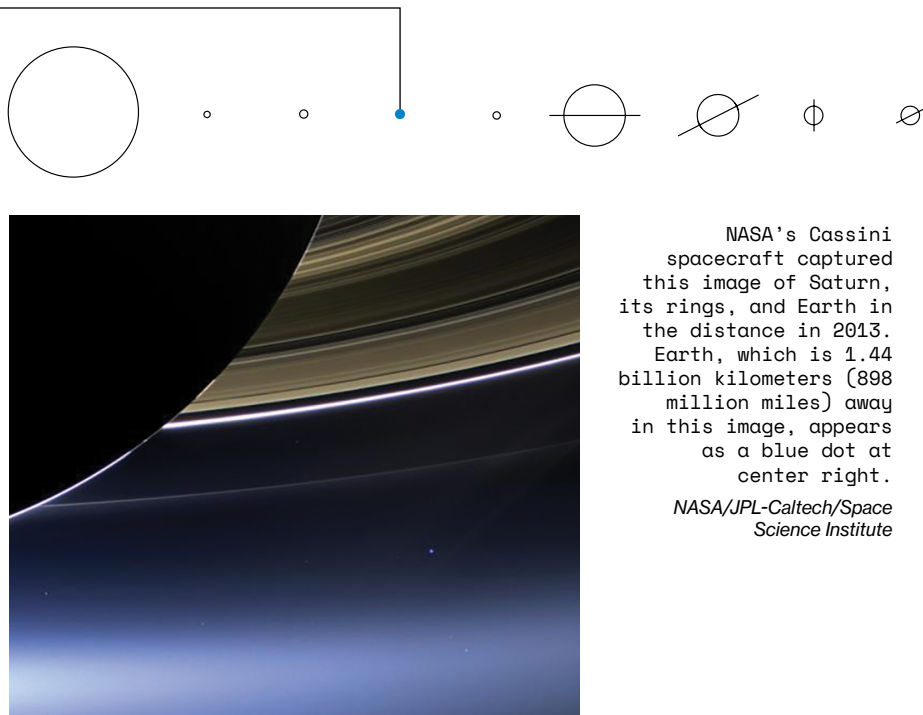 NASA's Cassini
spacecraft captured
this image of Saturn,
its rings, and Earth in
the distance in 2013.
Earth, which is 1.44
billion kilometers (898
million miles) away
in this image, appears
as a blue dot at
center right.
NASA/JPL-Caltech/Space
Science Institute